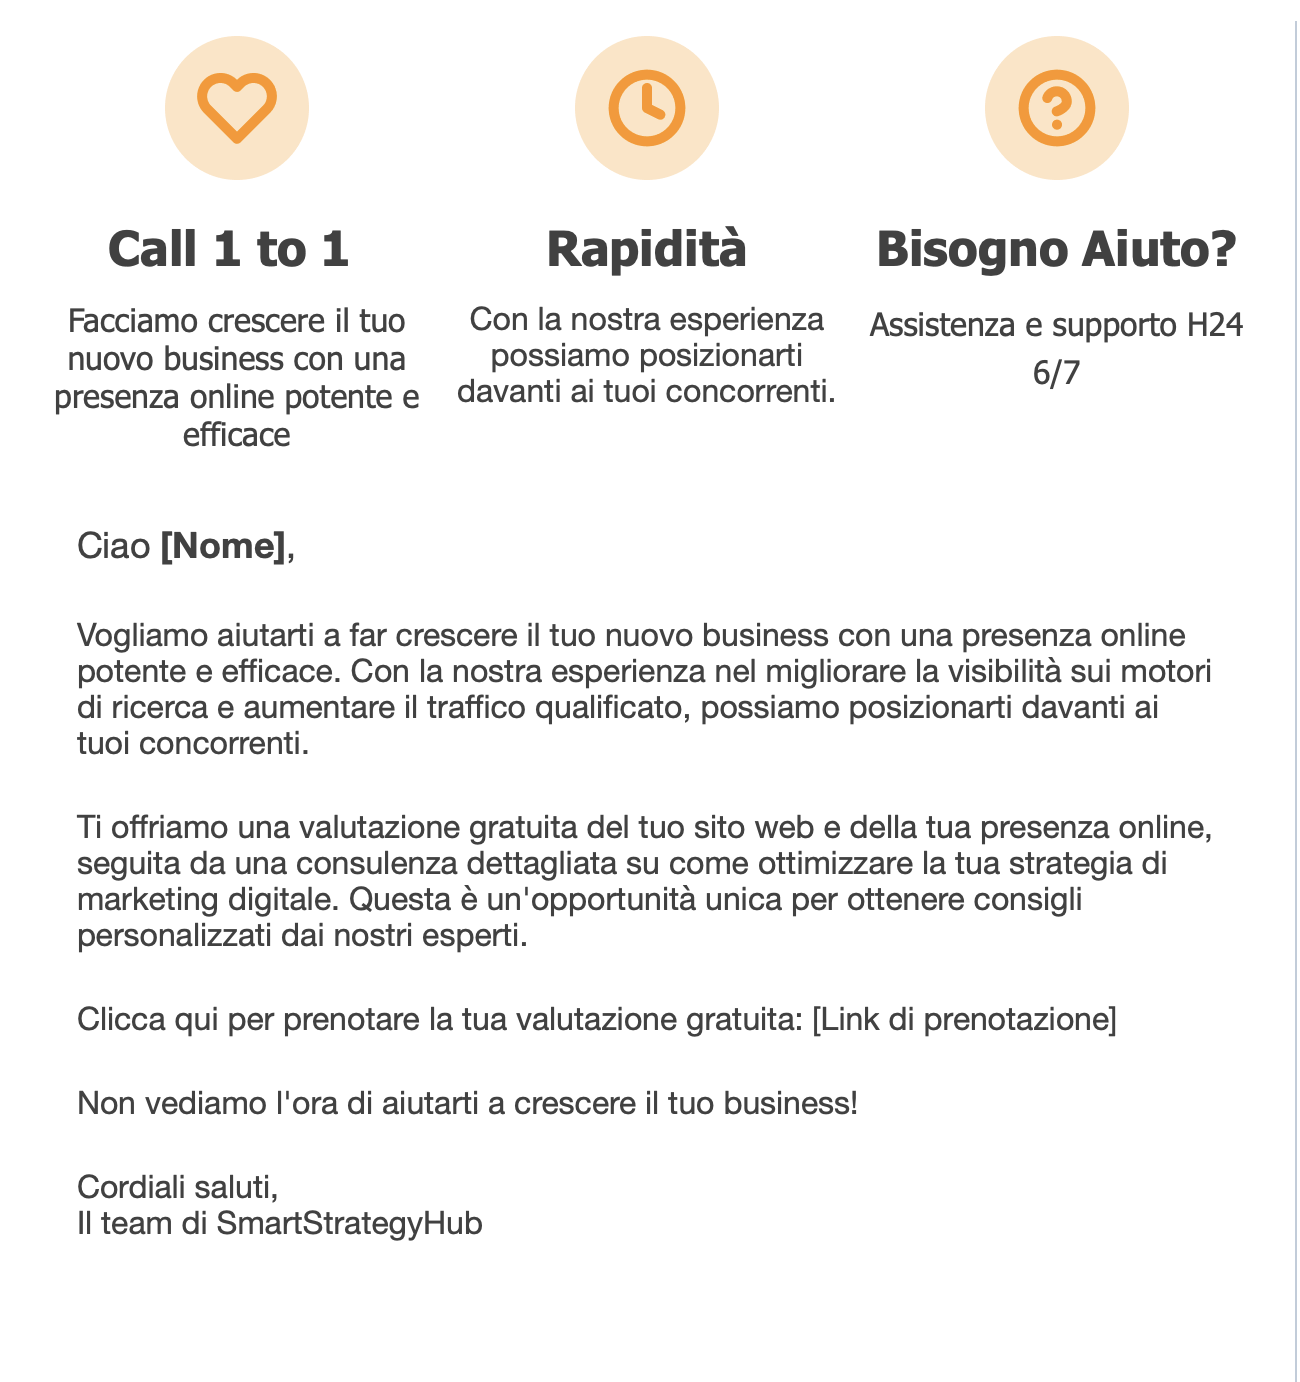 Call 1 to 1
Facciamo crescere il tuo
nuovo business con una
presenza online potente e
efficace
Rapidità
Con la nostra esperienza
possiamo posizionarti
davanti ai tuoi concorrenti.
Bisogno Aiuto?
Assistenza e supporto H24
6/7
Ciao [Nome],
Vogliamo aiutarti a far crescere il tuo nuovo business con una presenza online
potente e efficace. Con la nostra esperienza nel migliorare la visibilità sui motori
di ricerca e aumentare il traffico qualificato, possiamo posizionarti davanti ai
tuoi concorrenti.
Ti offriamo una valutazione gratuita del tuo sito web e della tua presenza online,
seguita da una consulenza dettagliata su come ottimizzare la tua strategia di
marketing digitale. Questa è un'opportunità unica per ottenere consigli
personalizzati dai nostri esperti.
Clicca qui per prenotare la tua valutazione gratuita: [Link di prenotazione]
Non vediamo l'ora di aiutarti a crescere il tuo business!
Cordiali saluti,
Il team di SmartStrategyHub